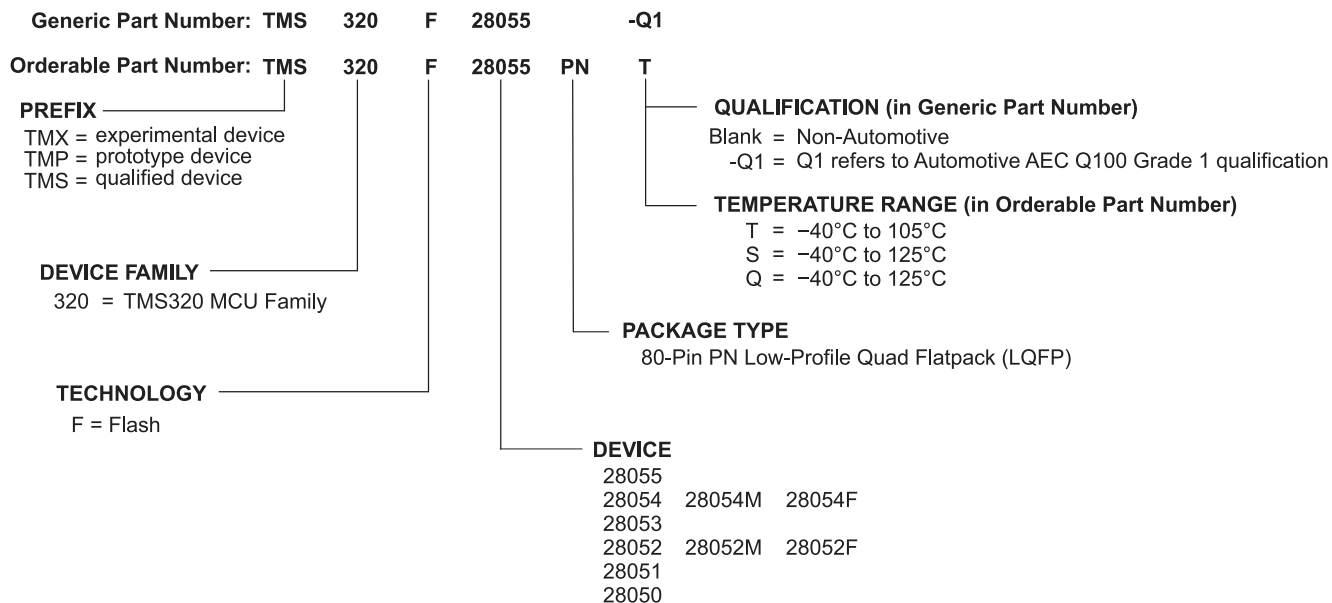 Generic Part Number: TMS 320 F 28055 -Q1
Orderable Part Number: TMS 320 F 28055 PN T
PREFIX
TMX = experimental device
TMP = prototype device
TMS = qualified device
QUALIFICATION (in Generic Part Number)
Blank = Non-Automotive
-Q1 = Q1 refers to Automotive AEC Q100 Grade 1 qualification
TEMPERATURE RANGE (in Orderable Part Number)
T = −40°C to 105°C
S = −40°C to 125°C
Q = −40°C to 125°C
DEVICE FAMILY
320 = TMS320 MCU Family
PACKAGE TYPE
80-Pin PN Low-Profile Quad Flatpack (LQFP)
TECHNOLOGY
F = Flash
DEVICE
28055
28054 28054M 28054F
28053
28052 28052M 28052F
28051
28050